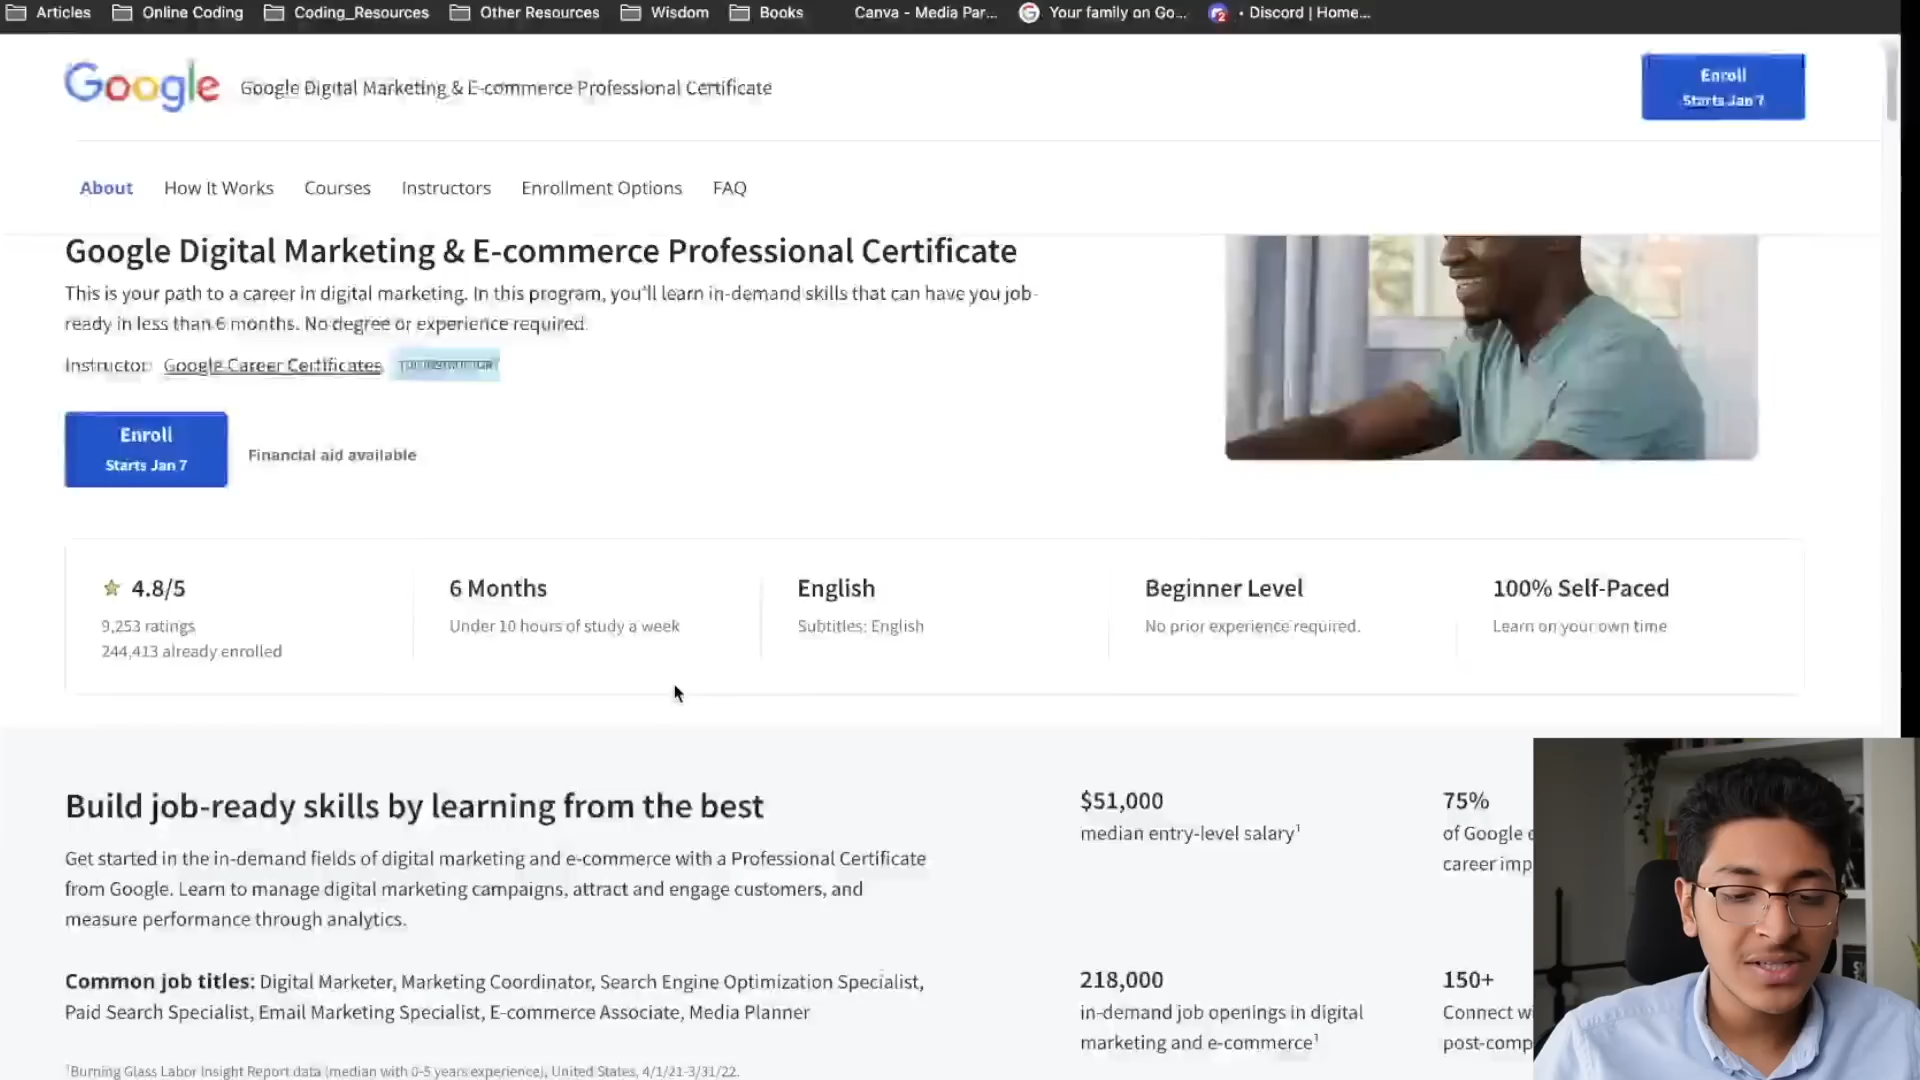 Articles Online Coding Coding_Resources Other Resources Wisdom Books Canva - Media Par... Your family on Go... • Discord | Home...
Google Google Digital Marketing & E-commerce Professional Certificate
Enroll
Starts Jan 7
About How It Works Courses Instructors Enrollment Options FAQ
Google Digital Marketing & E-commerce Professional Certificate
This is your path to a career in digital marketing. In this program, you'll learn in-demand skills that can have you job-
ready in less than 6 months. No degree or experience required.
Instructor: Google Career Certificates
Enroll
Starts Jan 7
Financial aid available
4.8/5
9,253 ratings
244,413 already enrolled
6 Months
Under 10 hours of study a week
English
Subtitles: English
Beginner Level
No prior experience required.
100% Self-Paced
Learn on your own time
Build job-ready skills by learning from the best
Get started in the in-demand fields of digital marketing and e-commerce with a Professional Certificate
from Google. Learn to manage digital marketing campaigns, attract and engage customers, and
measure performance through analytics.
Common job titles: Digital Marketer, Marketing Coordinator, Search Engine Optimization Specialist,
Paid Search Specialist, Email Marketing Specialist, E-commerce Associate, Media Planner
¹Burning Glass Labor Insight Report data (median with 0-5 years experience), United States, 4/1/21-3/31/22.
$51,000
median entry-level salary¹
75%
of Google
career imp
218,000
in-demand job openings in digital
marketing and e-commerce¹
150+
Connect w
post-comp